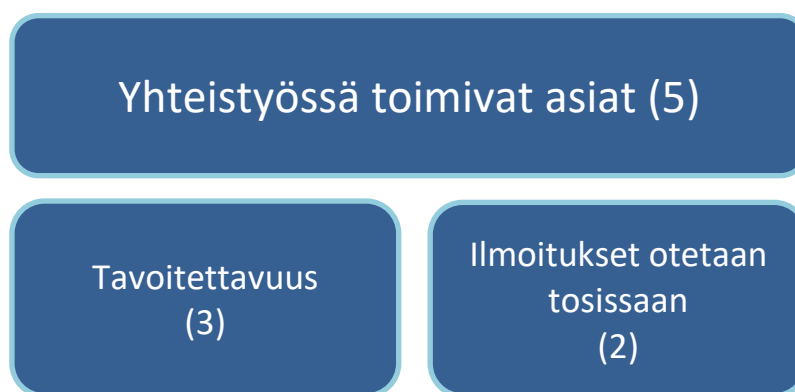 Yhteistyössä toimivat asiat (5)
Tavoitettavuus
(3)
Ilmoitukset otetaan
tosissaan
(2)